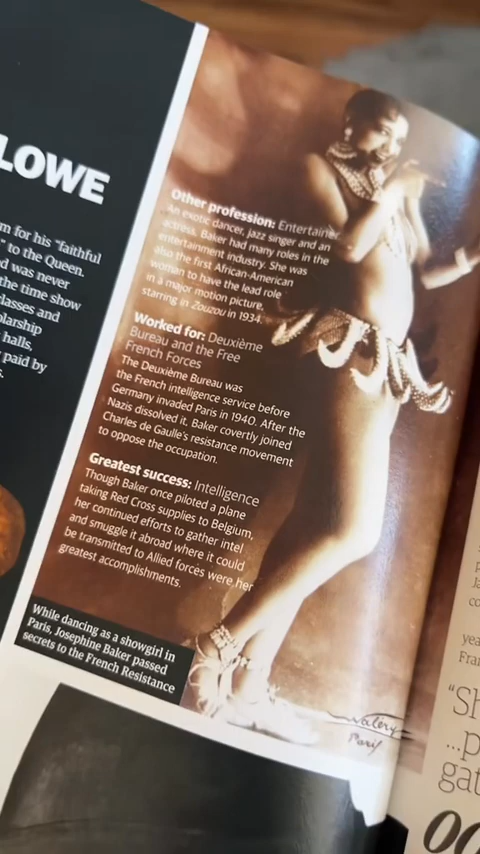 LOWE
m for his "faithful
" to the Queen.
d was never
the time show
lasses and
olarship
halls,
paid by
s.
Other profession: Entertainer
An exotic dancer, jazz singer and an
actress, Baker had many roles in the
entertainment industry. She was
also the first African-American
woman to have the lead role
in a major motion picture,
starring in Zouzou in 1934.
Worked for: Deuxième
Bureau and the Free
French Forces
The Deuxième Bureau was
the French intelligence service before
Germany invaded Paris in 1940. After the
Nazis dissolved it, Baker covertly joined
Charles de Gaulle's resistance movement
to oppose the occupation.
Greatest success: Intelligence
Though Baker once piloted a plane
taking Red Cross supplies to Belgium,
her continued efforts to gather intel
and smuggle it abroad where it could
be transmitted to Allied forces were her
greatest accomplishments.
While dancing as a showgirl in
Paris, Josephine Baker passed
secrets to the French Resistance
Waléry
Paris
yea
Fran
"Sh
...p
gat